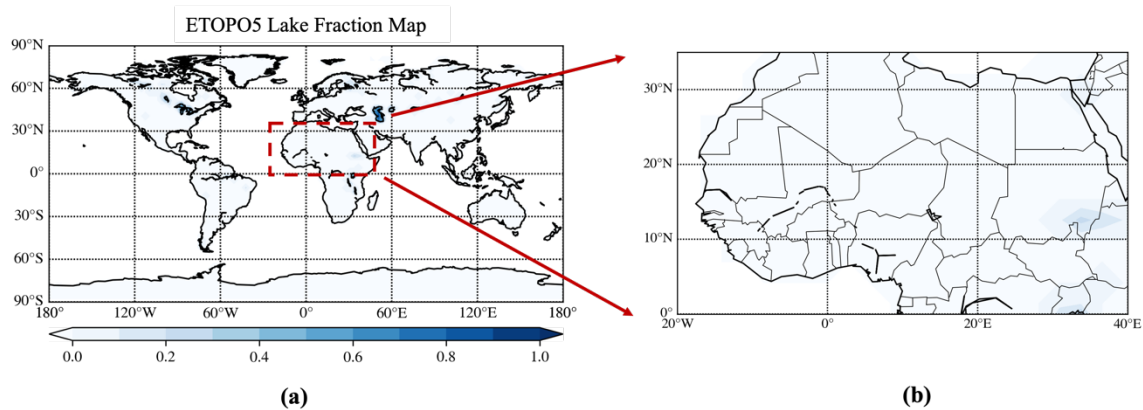 ETOPO5 Lake Fraction Map
90°N
60°N
30°N
0°
30°S
60°S
90°S
180°
120°W
60°W
0°
60°E
120°E
180°
0.0
0.2
0.4
0.6
0.8
1.0
(a)
30°N
20°N
10°N
0°
20°W
0°
20°E
40°E
(b)